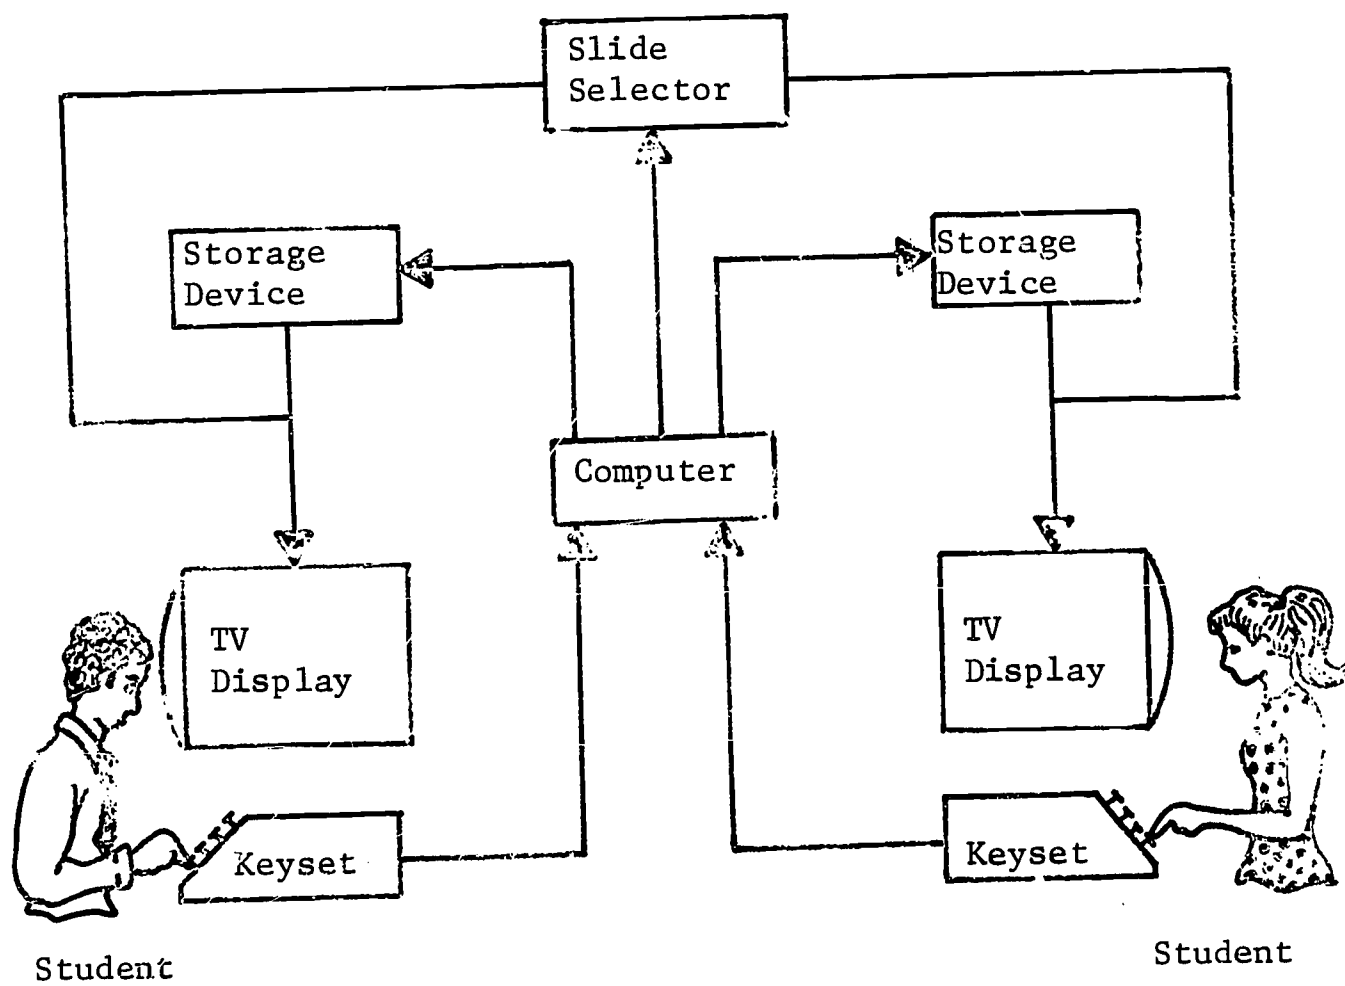 Slide
Selector
Storage
Device
Storage
Device
Computer
TV
Display
TV
Display
Keyset
Keyset
Student
Student